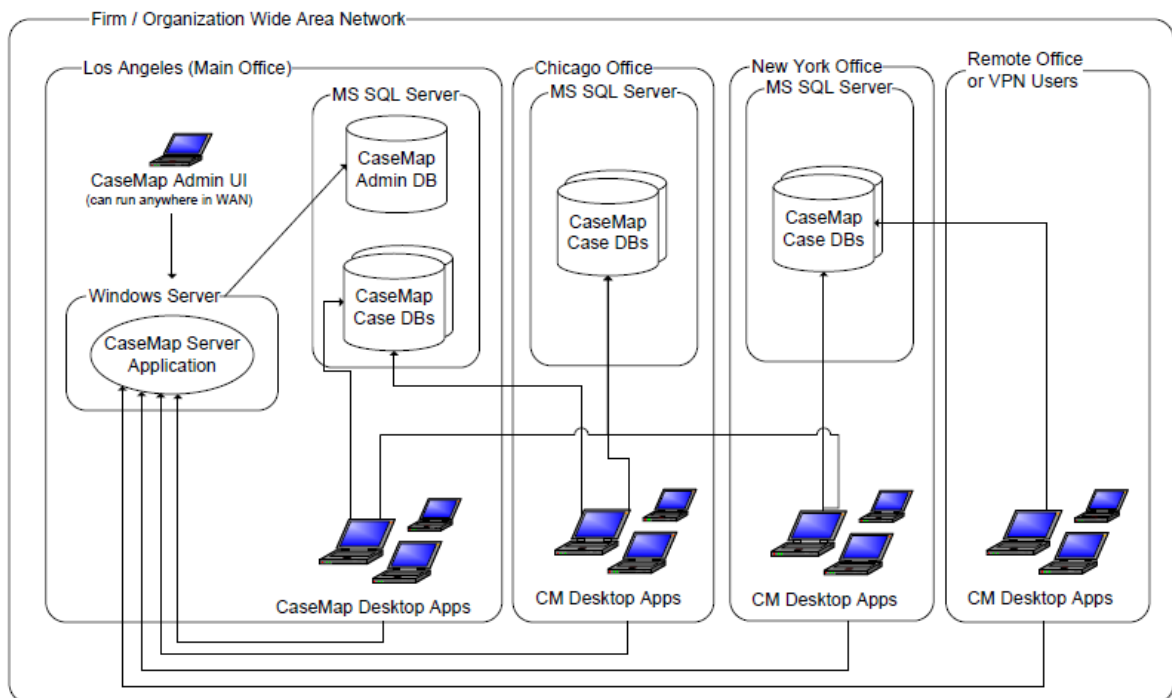 Firm / Organization Wide Area Network
Los Angeles (Main Office)
MS SQL Server
CaseMap Admin UI
(can run anywhere in WAN)
CaseMap
Admin DB
Windows Server
CaseMap Server
Application
CaseMap
Case DBs
CaseMap Desktop Apps
Chicago Office
MS SQL Server
CaseMap
Case DBs
CM Desktop Apps
New York Office
MS SQL Server
CaseMap
Case DBs
CM Desktop Apps
Remote Office
or VPN Users
CM Desktop Apps